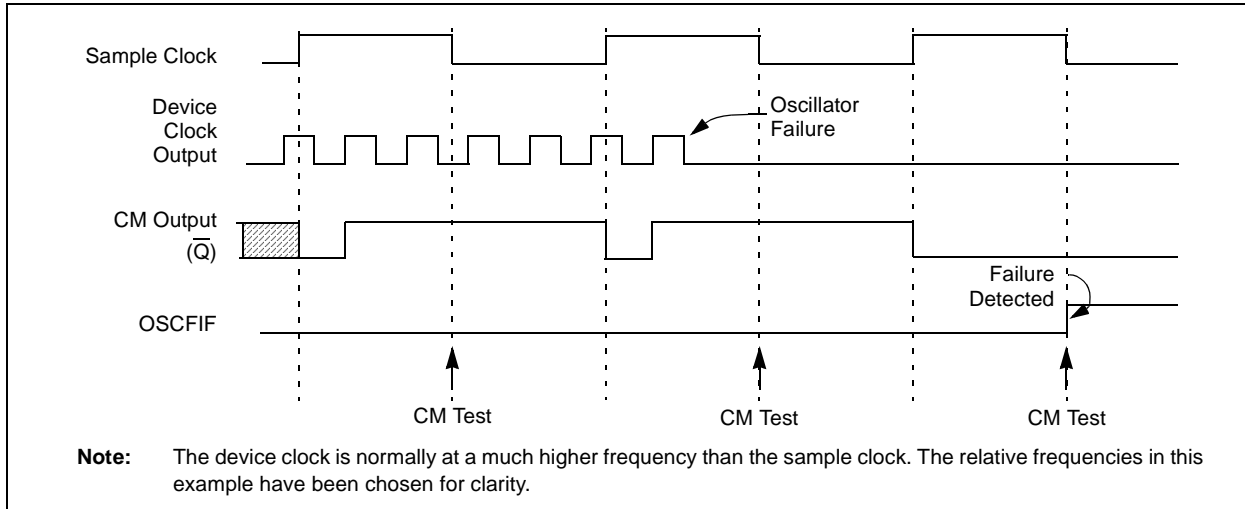 Sample Clock
Device
Clock
Output
Oscillator
Failure
CM Output
(Q̅)
Failure
Detected
OSCFIF
CM Test
CM Test
CM Test
Note: The device clock is normally at a much higher frequency than the sample clock. The relative frequencies in this
example have been chosen for clarity.